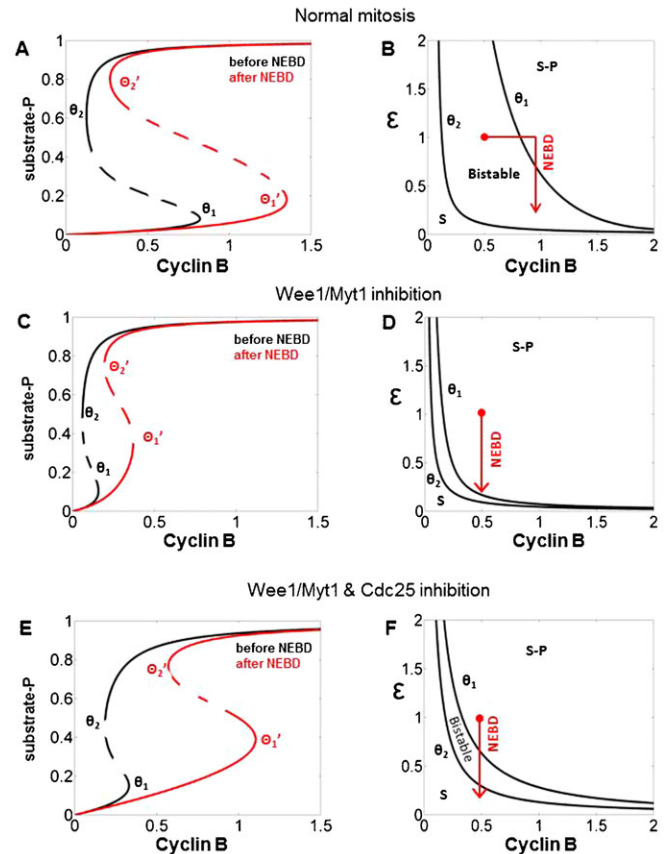 Normal mitosis
A
before NEBD
after NEBD
θ2
Θ2'
Θ1'
θ1
substrate-P
1
0.8
0.6
0.4
0.2
0
0
0.5
1
1.5
Cyclin B
B
S-P
θ1
θ2
ε
NEBD
Bistable
S
2
1.5
1
0.5
0
0
0.5
1
1.5
2
Cyclin B
Wee1/Myt1 inhibition
C
before NEBD
after NEBD
Θ2'
θ2
Θ1'
θ1
substrate-P
1
0.8
0.6
0.4
0.2
0
0
0.5
1
1.5
Cyclin B
D
S-P
θ1
ε
NEBD
θ2
S
2
1.5
1
0.5
0
0
0.5
1
1.5
2
Cyclin B
Wee1/Myt1 & Cdc25 inhibition
E
before NEBD
after NEBD
Θ2'
θ2
Θ1'
θ1
substrate-P
1
0.8
0.6
0.4
0.2
0
0
0.5
1
1.5
Cyclin B
F
S-P
θ1
ε
NEBD
Bistable
θ2
S
2
1.5
1
0.5
0
0
0.5
1
1.5
2
Cyclin B